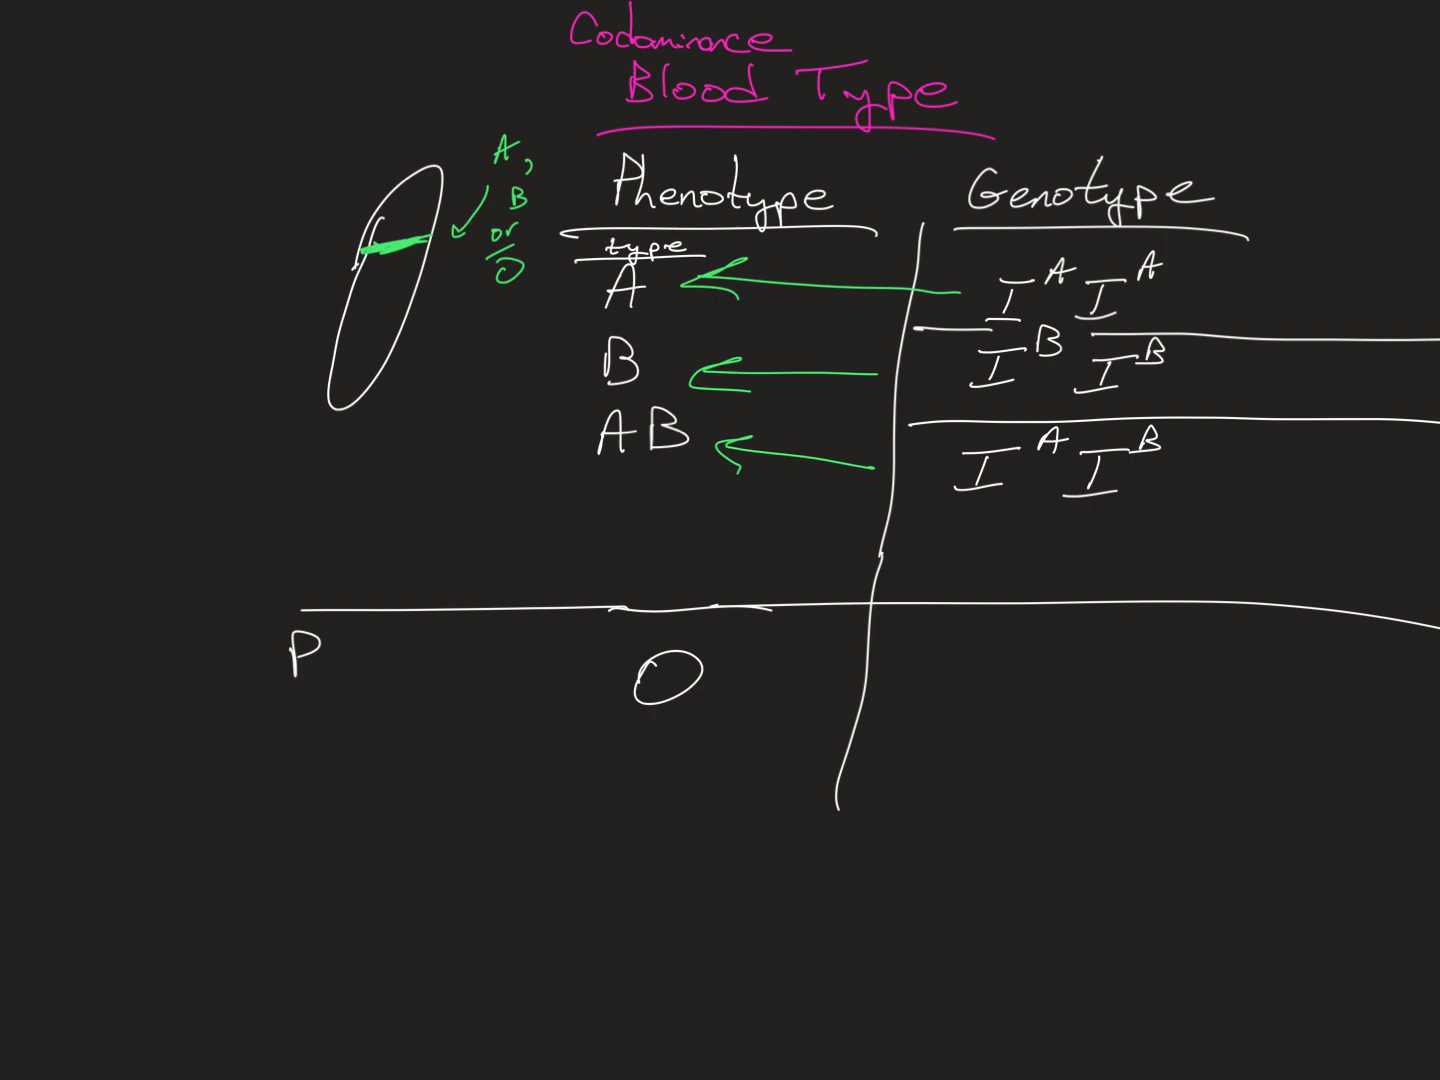 Codominance
Blood Type
A,
B
or
O
Phenotype
Genotype
type
A
I^A I^A
B
I^B I^B
AB
I^A I^B
P
O